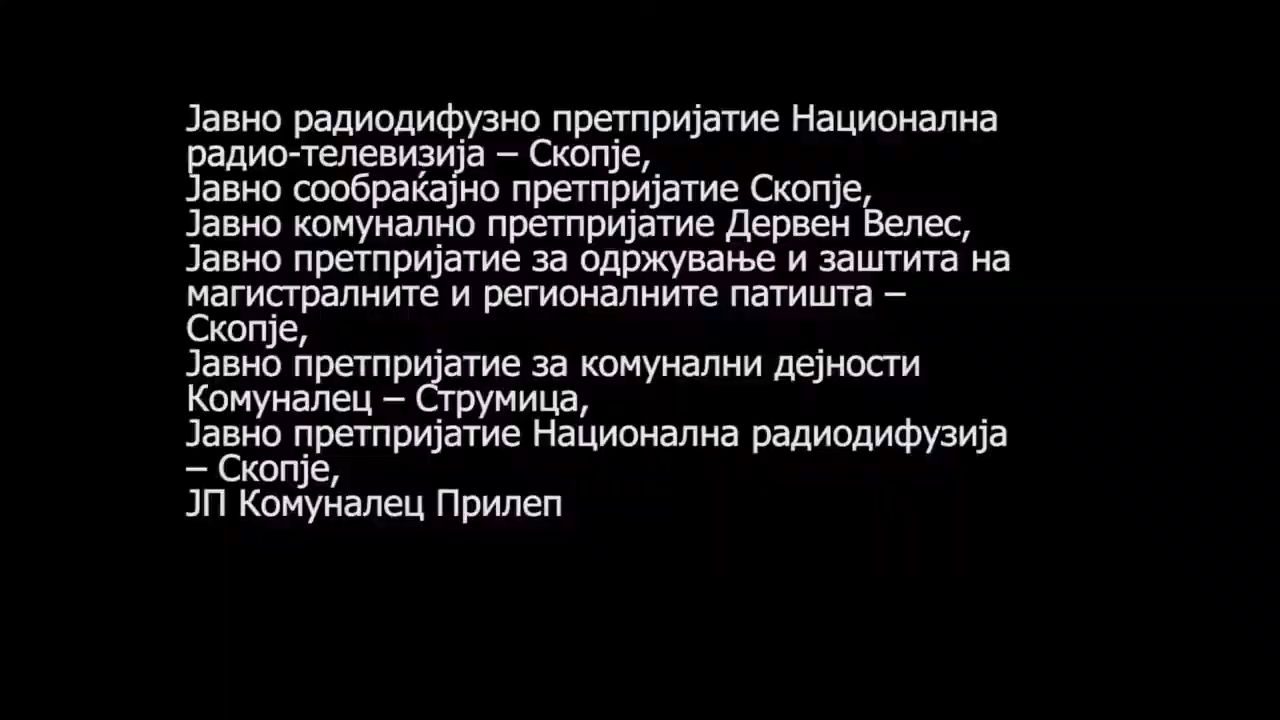 Јавно радиодифузно претпријатие Национална
радио-телевизија – Скопје,
Јавно сообраќајно претпријатие Скопје,
Јавно комунално претпријатие Дервен Велес,
Јавно претпријатие за одржување и заштита на
магистралните и регионалните патишта –
Скопје,
Јавно претпријатие за комунални дејности
Комуналец – Струмица,
Јавно претпријатие Национална радиодифузија
– Скопје,
ЈП Комуналец Прилеп